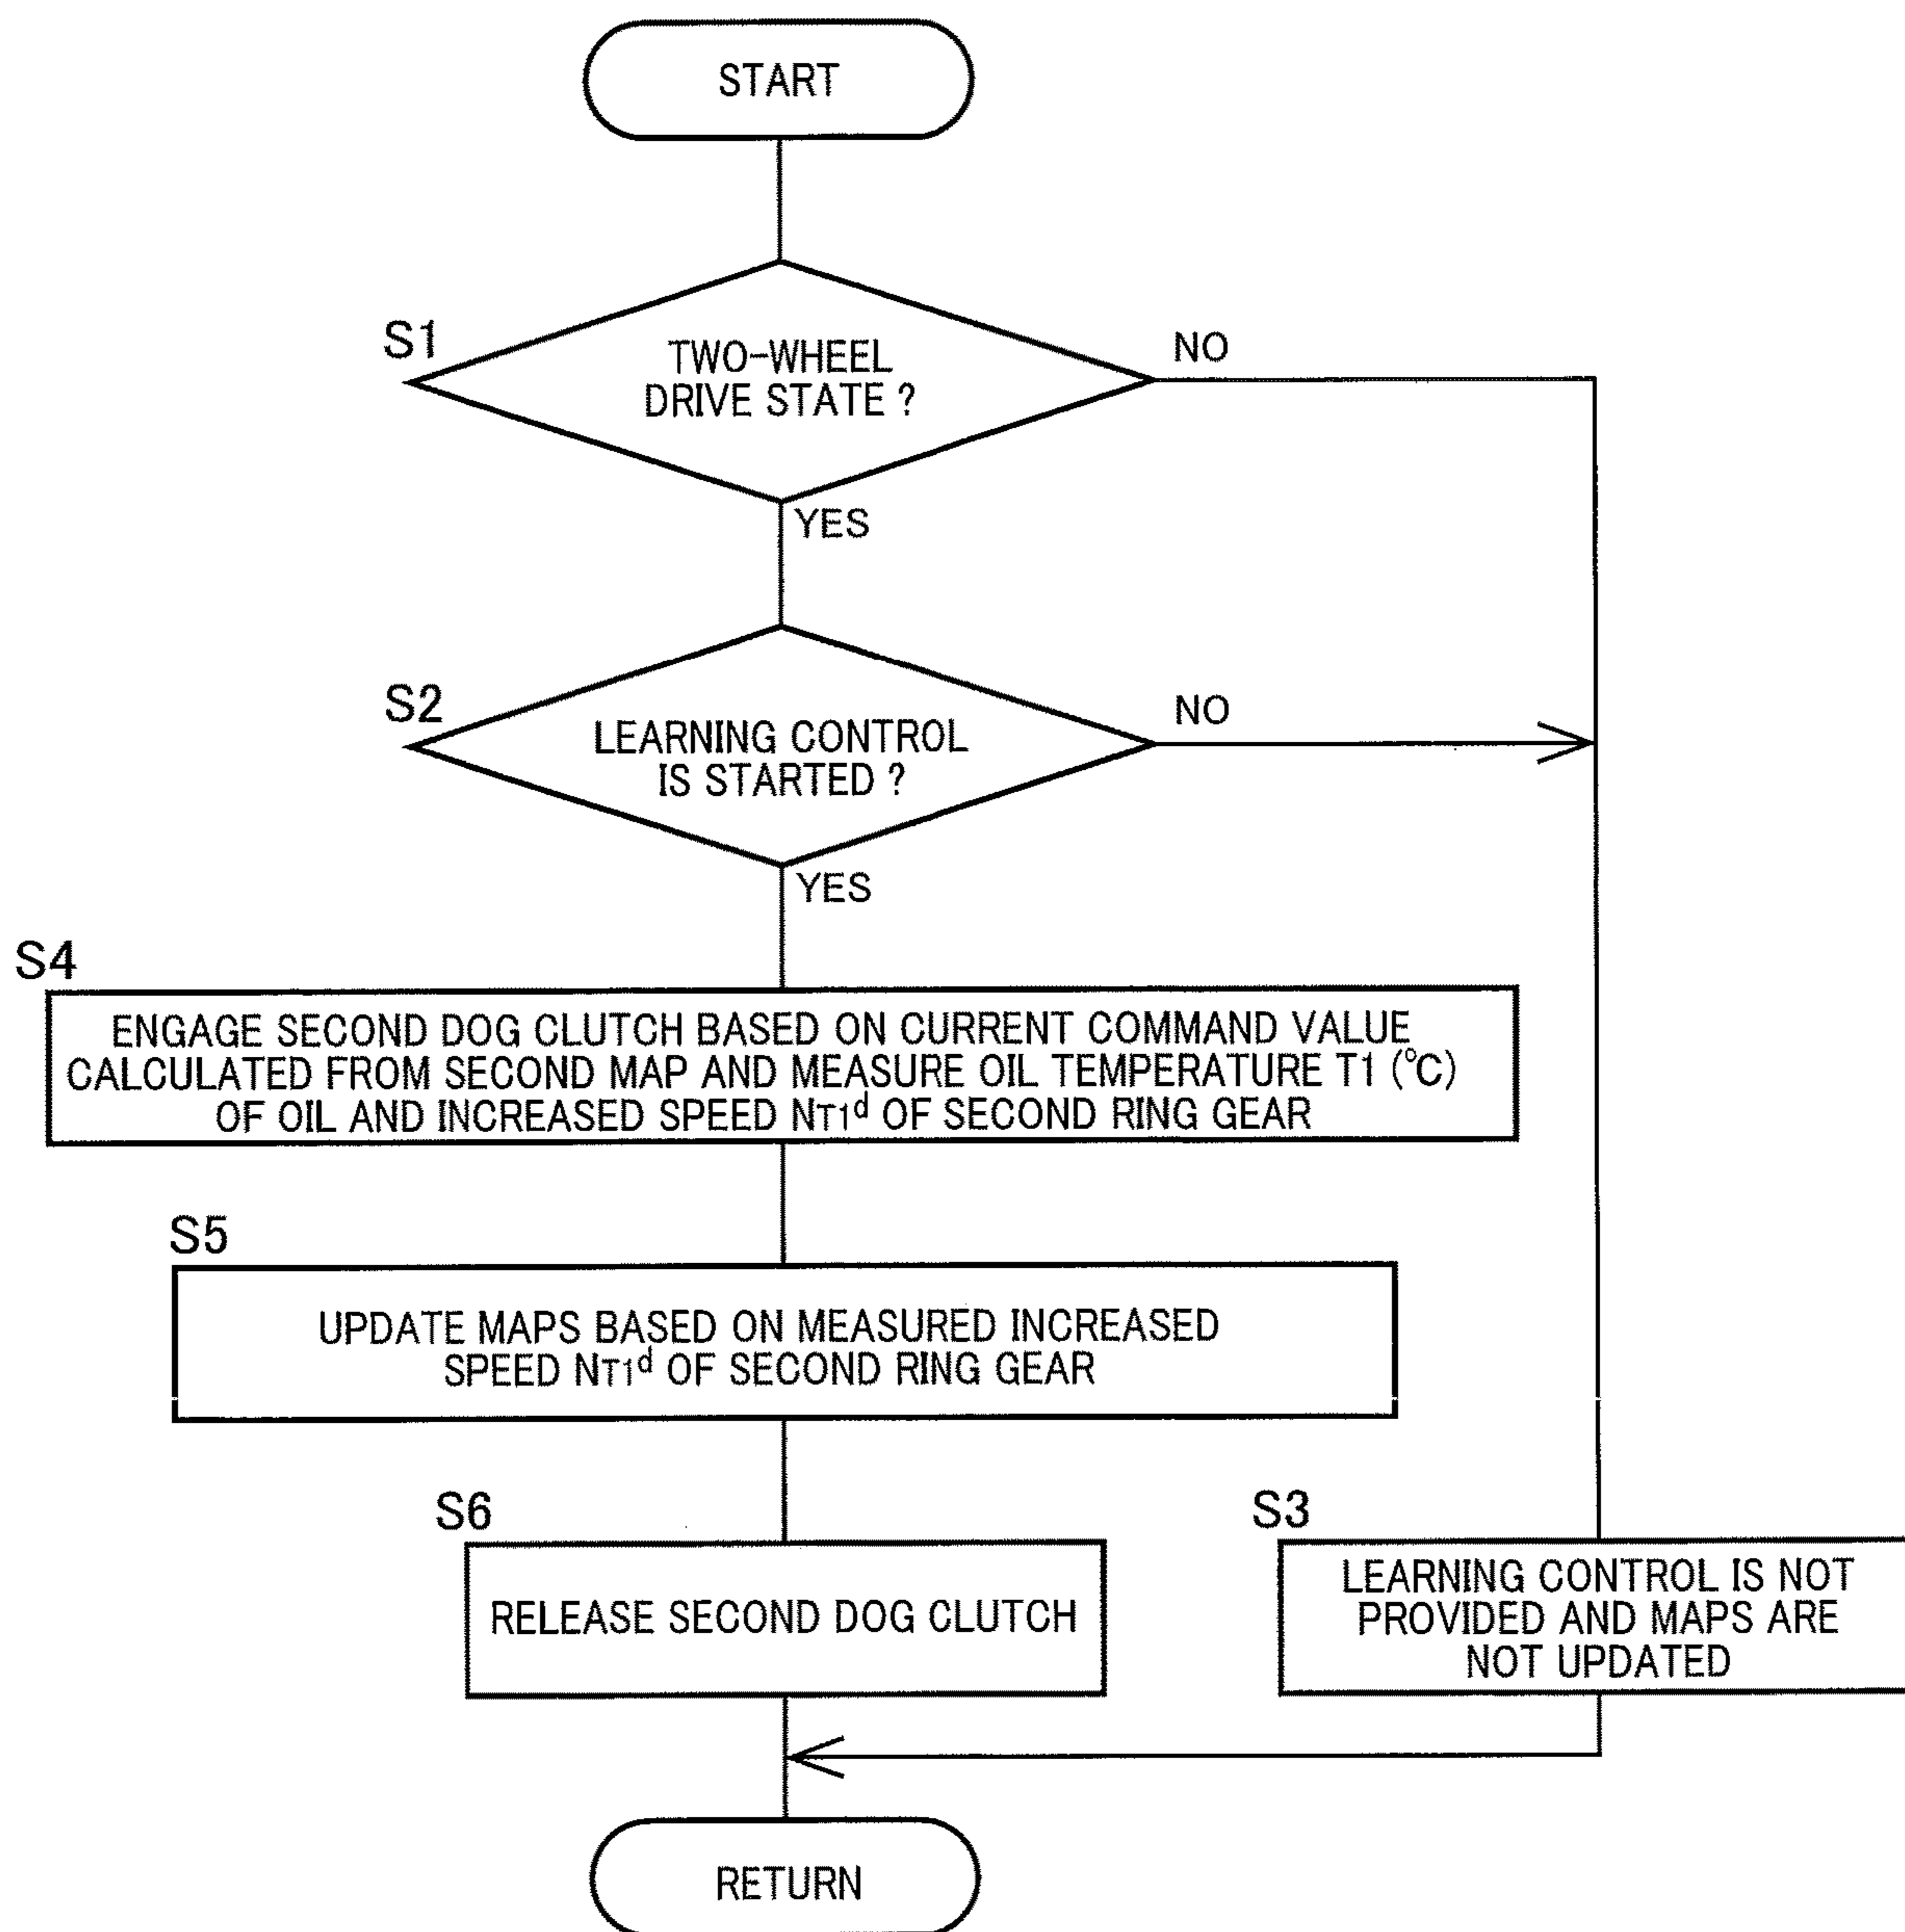 START
S1
TWO-WHEEL
DRIVE STATE ?
NO
YES
S2
LEARNING CONTROL
IS STARTED ?
NO
YES
S4
ENGAGE SECOND DOG CLUTCH BASED ON CURRENT COMMAND VALUE
CALCULATED FROM SECOND MAP AND MEASURE OIL TEMPERATURE T1 (℃)
OF OIL AND INCREASED SPEED NT1d OF SECOND RING GEAR
S5
UPDATE MAPS BASED ON MEASURED INCREASED
SPEED NT1d OF SECOND RING GEAR
S6
RELEASE SECOND DOG CLUTCH
S3
LEARNING CONTROL IS NOT
PROVIDED AND MAPS ARE
NOT UPDATED
RETURN